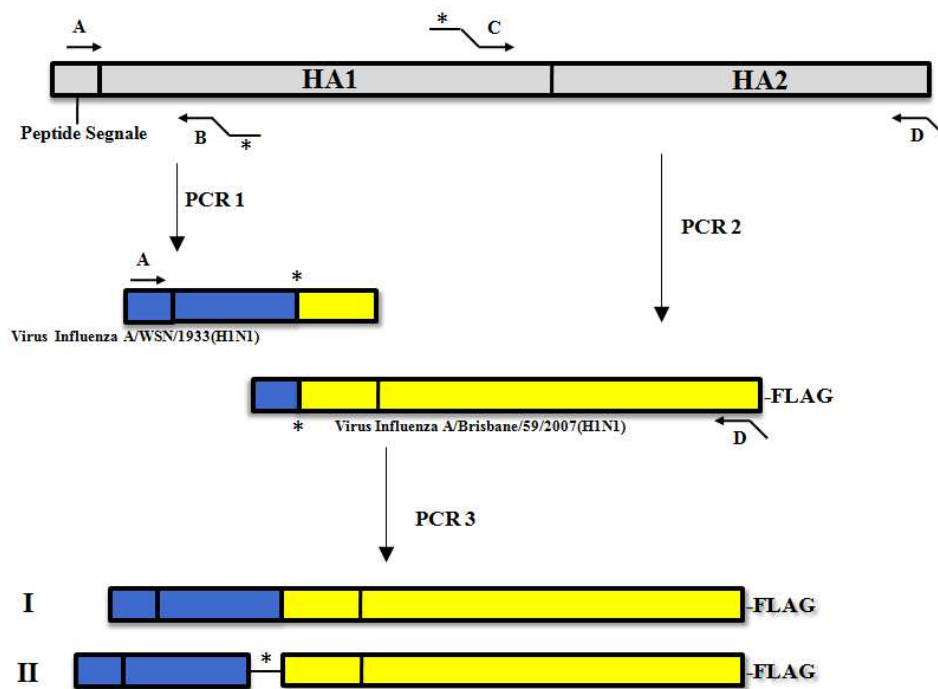 A
* C
HA1 HA2
Peptide Segnale
B *
D
PCR 1
PCR 2
A
*
Virus Influenza A/WSN/1933(H1N1)
-FLAG
*
Virus Influenza A/Brisbane/59/2007(H1N1)
D
PCR 3
I -FLAG
*
II -FLAG